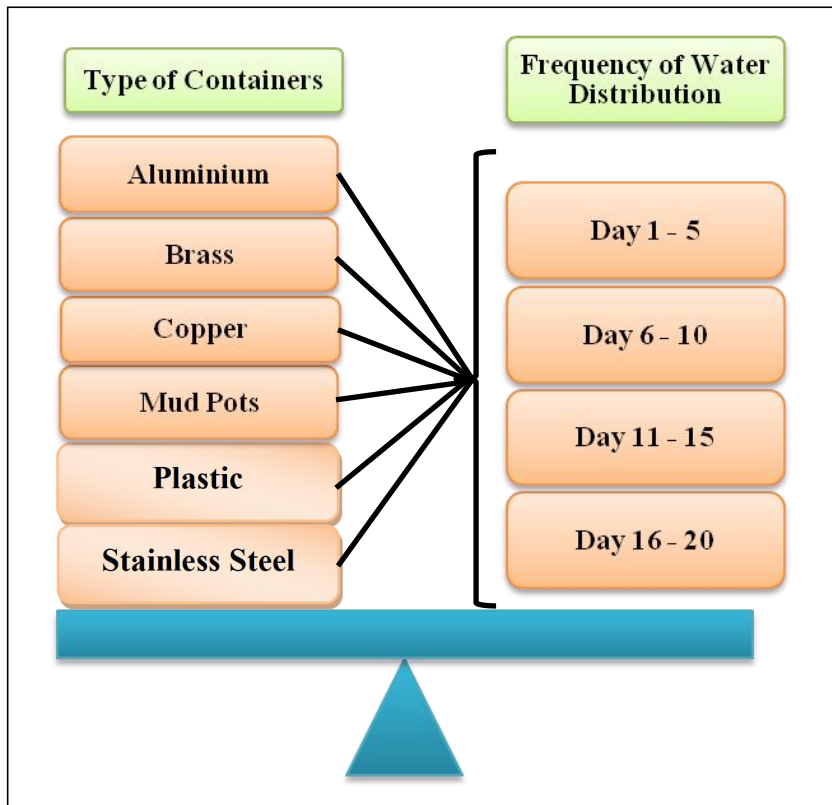 Type of Containers
Aluminium
Brass
Copper
Mud Pots
Plastic
Stainless Steel
Frequency of Water
Distribution
Day 1 - 5
Day 6 - 10
Day 11 - 15
Day 16 - 20